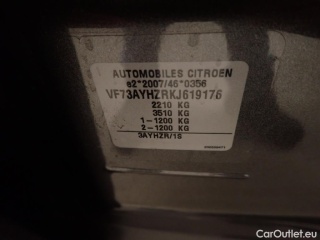 AUTOMOBILES CITROEN
e2*2007/46*0356
VF73AYHZRKJ619176
2210 KG
3510 KG
1-1200 KG
2-1200 KG
3AYHZR/1S
CarOutlet.eu